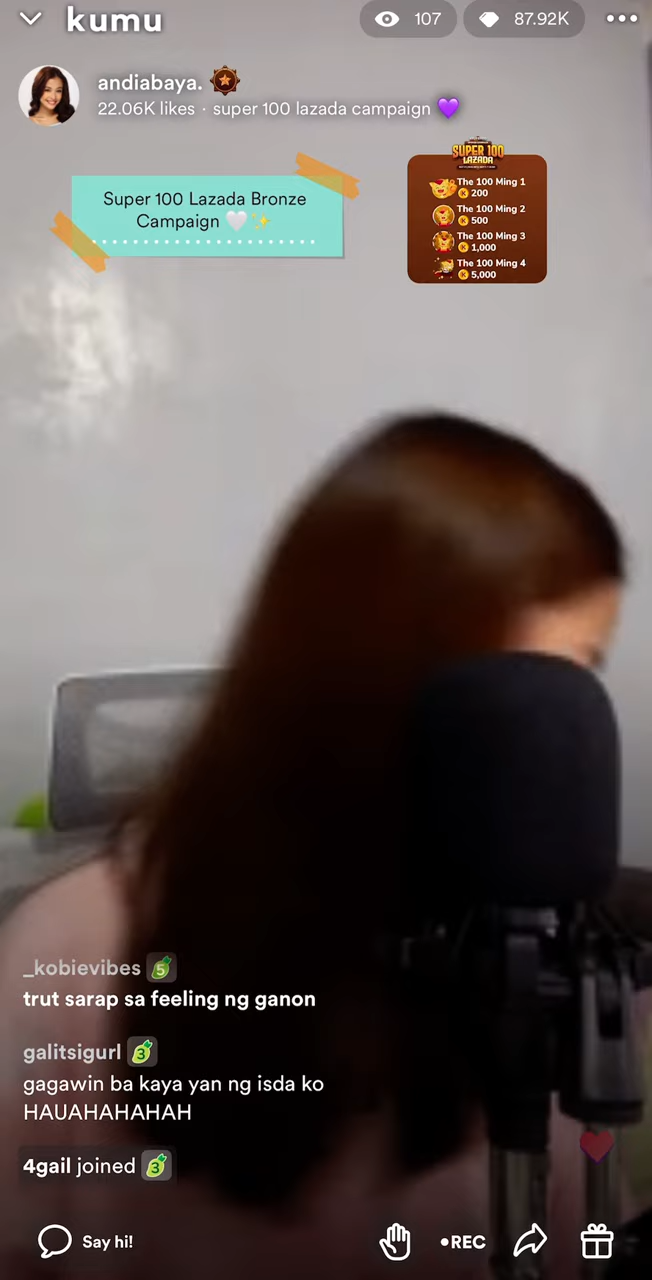 kumu
107
87.92K
andiabaya.
22.06K likes · super 100 lazada campaign 💜
Super 100 Lazada Bronze
Campaign 🤍✨
SUPER 100
LAZADA
The 100 Ming 1
200
The 100 Ming 2
500
The 100 Ming 3
1,000
The 100 Ming 4
5,000
_kobievibes 5
trut sarap sa feeling ng ganon
galitsigurl 3
gagawin ba kaya yan ng isda ko
HAUAHAHAHAH
4gail joined 3
Say hi!
•REC